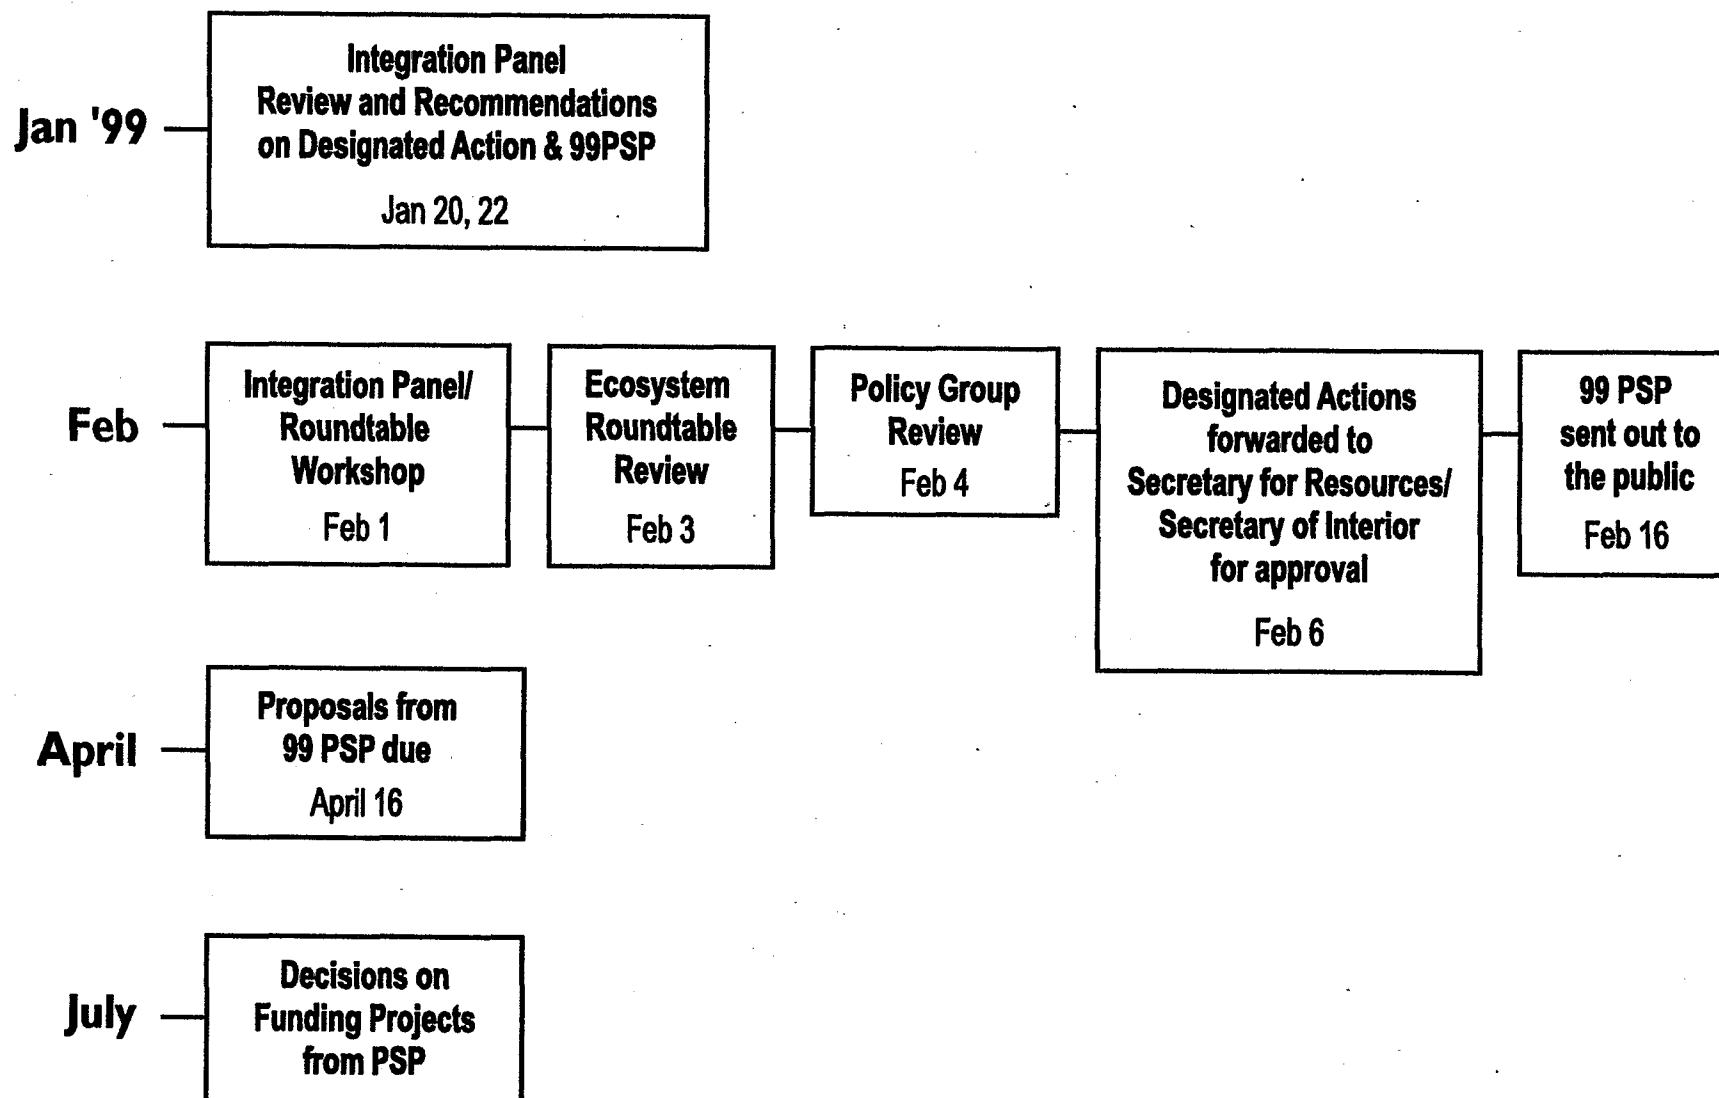 Jan '99
Integration Panel
Review and Recommendations
on Designated Action & 99PSP
Jan 20, 22
Feb
Integration Panel/
Roundtable
Workshop
Feb 1
Ecosystem
Roundtable
Review
Feb 3
Policy Group
Review
Feb 4
Designated Actions
forwarded to
Secretary for Resources/
Secretary of Interior
for approval
Feb 6
99 PSP
sent out to
the public
Feb 16
April
Proposals from
99 PSP due
April 16
July
Decisions on
Funding Projects
from PSP